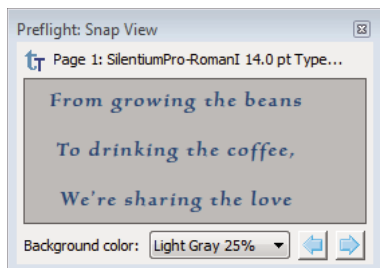 Preflight: Snap View
Page 1: SilentiumPro-RomanI 14.0 pt Type...
From growing the beans
To drinking the coffee,
We're sharing the love
Background color: Light Gray 25%